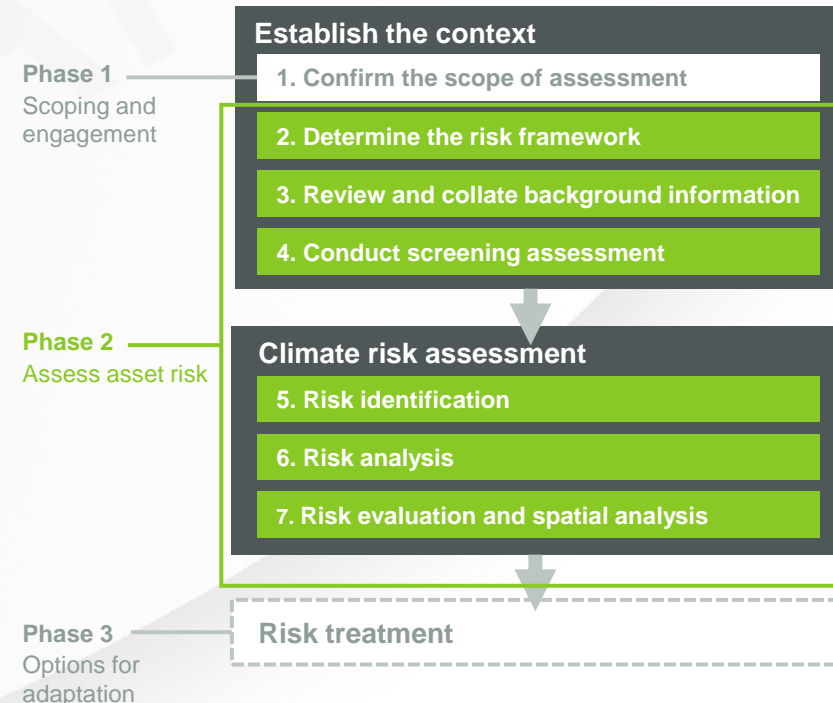 Establish the context
Phase 1
Scoping and
engagement
1. Confirm the scope of assessment
2. Determine the risk framework
3. Review and collate background information
4. Conduct screening assessment
Phase 2
Assess asset risk
Climate risk assessment
5. Risk identification
6. Risk analysis
7. Risk evaluation and spatial analysis
Phase 3
Options for
adaptation
Risk treatment